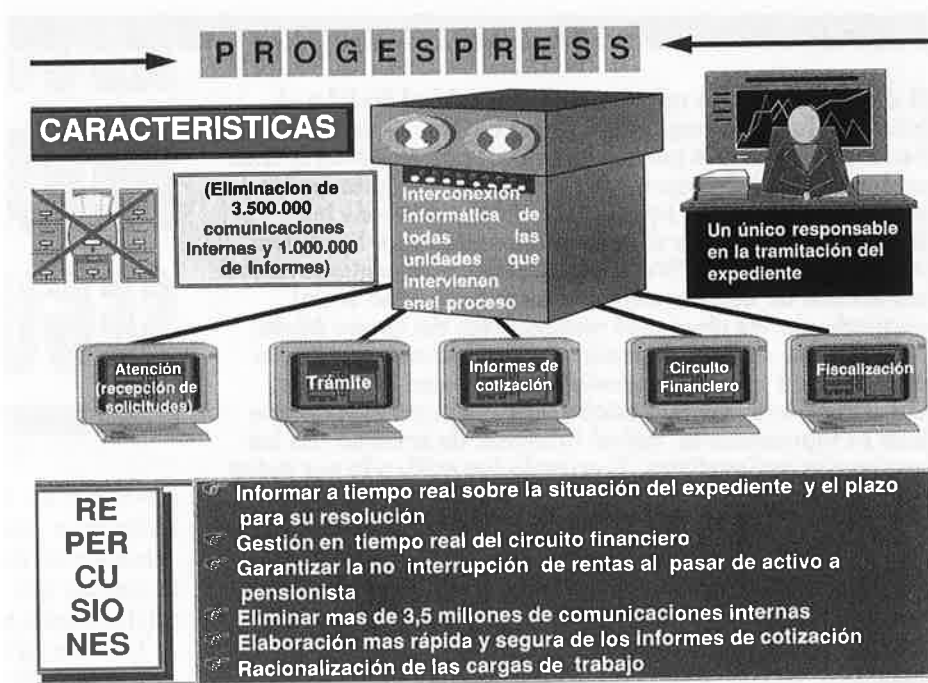 PROGESPRESS
CARACTERISTICAS
(Eliminacion de
3.500.000
comunicaciones
Internas y 1.000.000
de Informes)
Interconexión
informática de
todas las
unidades que
intervienen
enel proceso
Un único responsable
en la tramitación del
expediente
Atención
(recepción de
solicitudes)
Trámite
Informes de
cotización
Circuito
Financiero
Fiscalización
RE
PER
CU
SIO
NES
Informar a tiempo real sobre la situación del expediente y el plazo
para su resolución
Gestión en tiempo real del circuito financiero
Garantizar la no interrupción de rentas al pasar de activo a
pensionista
Eliminar mas de 3,5 millones de comunicaciones internas
Elaboración mas rápida y segura de los informes de cotización
Racionalización de las cargas de trabajo